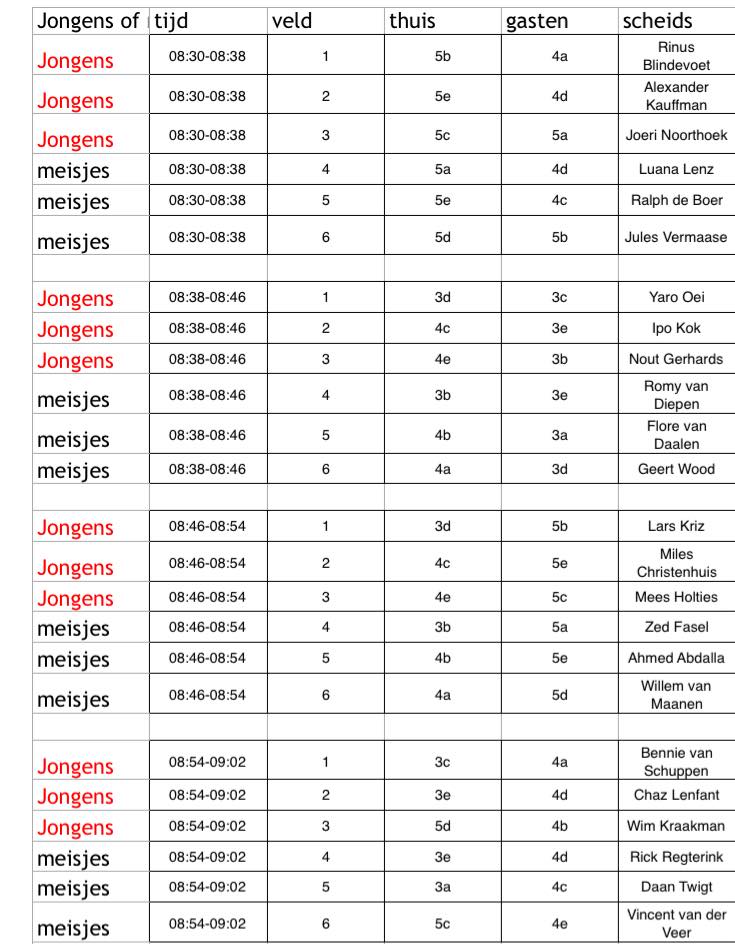 Jongens of tijd veld thuis gasten scheids
Jongens 08:30-08:38 1 5b 4a Rinus Blindevoet
Jongens 08:30-08:38 2 5e 4d Alexander Kauffman
Jongens 08:30-08:38 3 5c 5a Joeri Noorthoek
meisjes 08:30-08:38 4 5a 4d Luana Lenz
meisjes 08:30-08:38 5 5e 4c Ralph de Boer
meisjes 08:30-08:38 6 5d 5b Jules Vermaase
Jongens 08:38-08:46 1 3d 3c Yaro Oei
Jongens 08:38-08:46 2 4c 3e Ipo Kok
Jongens 08:38-08:46 3 4e 3b Nout Gerhards
meisjes 08:38-08:46 4 3b 3e Romy van Diepen
meisjes 08:38-08:46 5 4b 3a Flore van Daalen
meisjes 08:38-08:46 6 4a 3d Geert Wood
Jongens 08:46-08:54 1 3d 5b Lars Kriz
Jongens 08:46-08:54 2 4c 5e Miles Christenhuis
Jongens 08:46-08:54 3 4e 5c Mees Holties
meisjes 08:46-08:54 4 3b 5a Zed Fasel
meisjes 08:46-08:54 5 4b 5e Ahmed Abdalla
meisjes 08:46-08:54 6 4a 5d Willem van Maanen
Jongens 08:54-09:02 1 3c 4a Bennie van Schuppen
Jongens 08:54-09:02 2 3e 4d Chaz Lenfant
Jongens 08:54-09:02 3 5d 4b Wim Kraakman
meisjes 08:54-09:02 4 3e 4d Rick Regterink
meisjes 08:54-09:02 5 3a 4c Daan Twigt
meisjes 08:54-09:02 6 5c 4e Vincent van der Veer